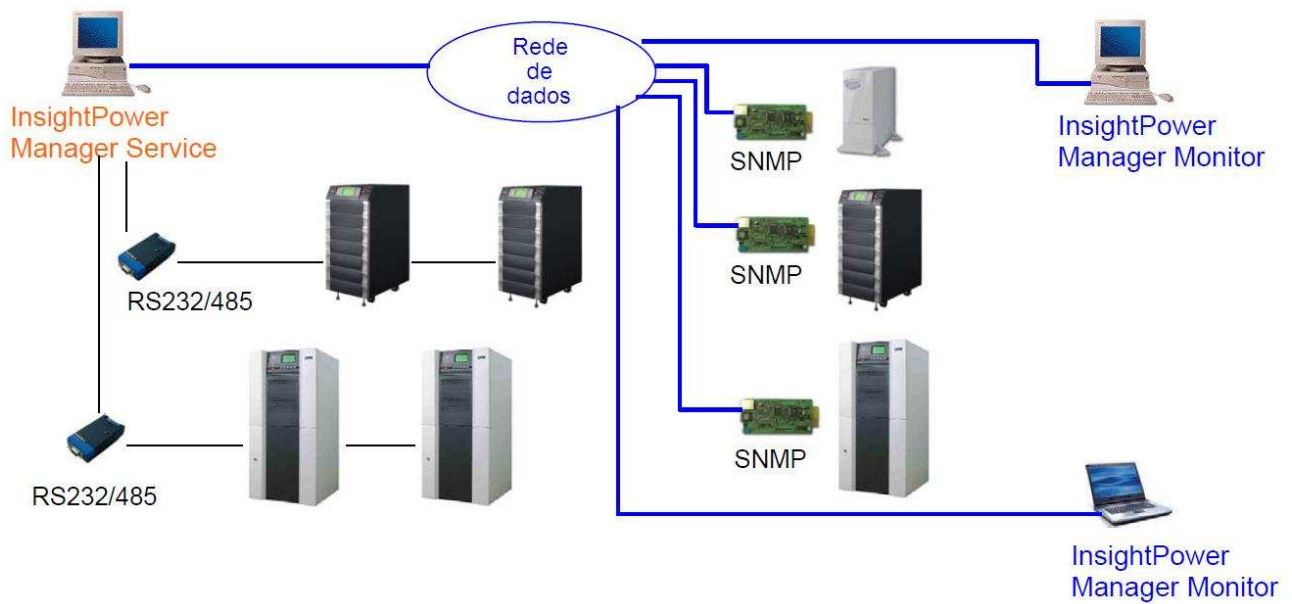 Rede
de
dados
InsightPower
Manager Service
InsightPower
Manager Monitor
SNMP
SNMP
RS232/485
SNMP
RS232/485
InsightPower
Manager Monitor